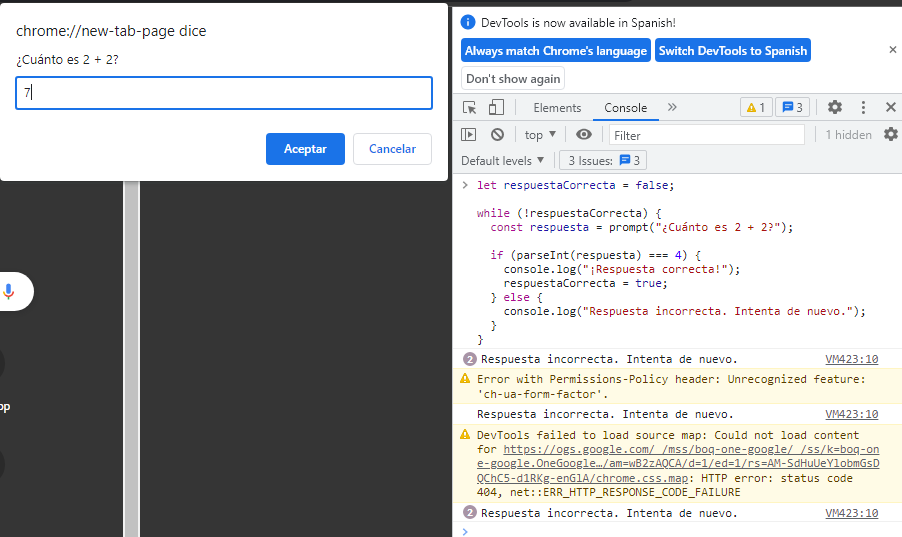 chrome://new-tab-page dice
¿Cuánto es 2 + 2?
7
Aceptar
Cancelar
pp
DevTools is now available in Spanish!
Always match Chrome's language
Switch DevTools to Spanish
Don't show again
Elements
Console
1
3
top
Filter
1 hidden
Default levels
3 Issues:
3
let respuestaCorrecta = false;
while (!respuestaCorrecta) {
const respuesta = prompt("¿Cuánto es 2 + 2?");
if (parseInt(respuesta) === 4) {
console.log("¡Respuesta correcta!");
respuestaCorrecta = true;
} else {
console.log("Respuesta incorrecta. Intenta de nuevo.");
}
}
2 Respuesta incorrecta. Intenta de nuevo. VM423:10
Error with Permissions-Policy header: Unrecognized feature:
'ch-ua-form-factor'.
Respuesta incorrecta. Intenta de nuevo. VM423:10
DevTools failed to load source map: Could not load content
for https://ogs.google.com/_/mss/boq-one-google/_/ss/k=boq-on
e-google.OneGoogle…/am=wB2zAQCA/d=1/ed=1/rs=AM-SdHuUeYlobmGsD
QChC5-d1RKg-enGlA/chrome.css.map: HTTP error: status code
404, net::ERR_HTTP_RESPONSE_CODE_FAILURE
2 Respuesta incorrecta. Intenta de nuevo. VM423:10